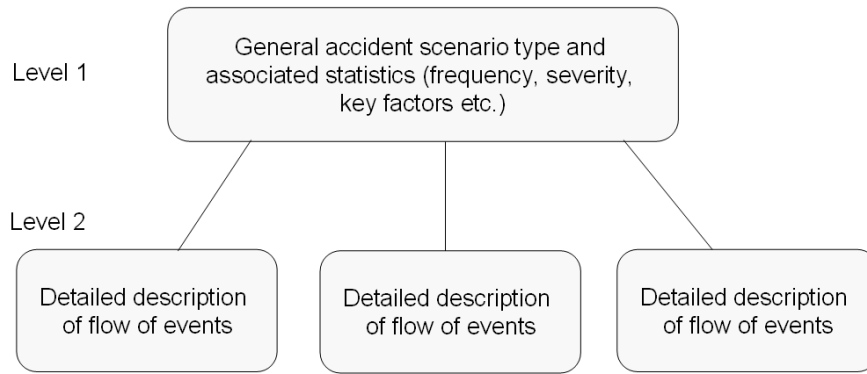 Level 1
General accident scenario type and
associated statistics (frequency, severity,
key factors etc.)
Level 2
Detailed description
of flow of events
Detailed description
of flow of events
Detailed description
of flow of events